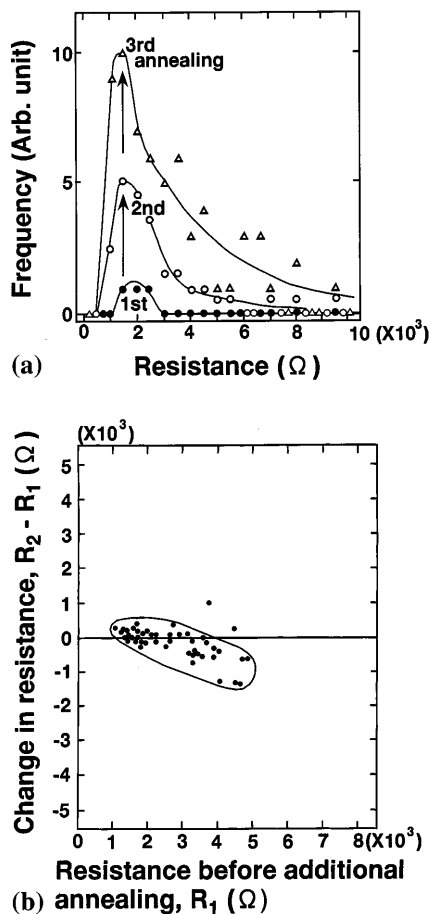 10
5
0
Frequency (Arb. unit)
3rd
annealing
2nd
1st
0 2 4 6 8 10 (X10³)
Resistance (Ω)
(a)
(X10³)
5
4
3
2
1
0
-1
-2
-3
-4
-5
Change in resistance, R₂ - R₁ (Ω)
0 1 2 3 4 5 6 7 8 (X10³)
Resistance before additional
(b) annealing, R₁ (Ω)